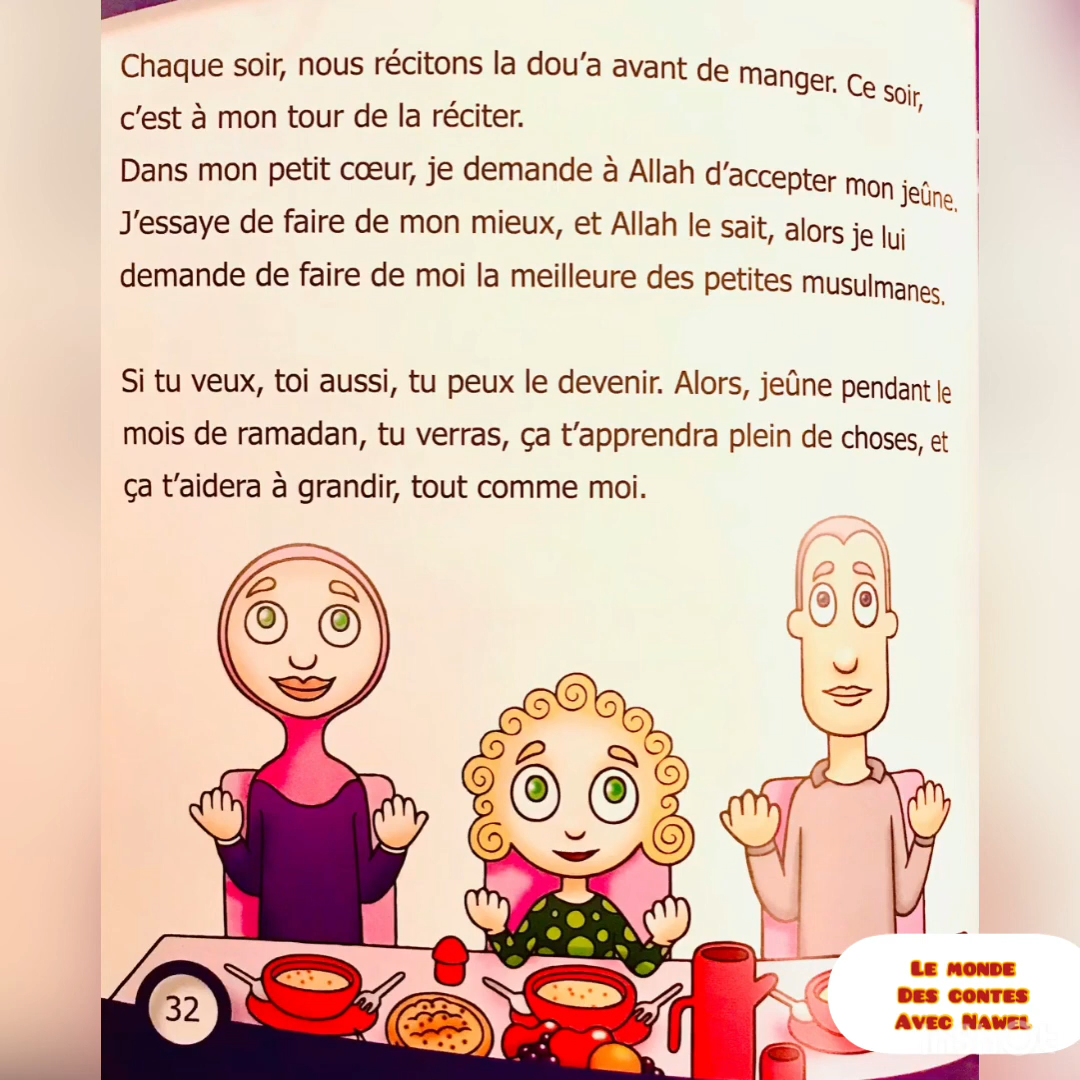 Chaque soir, nous récitons la dou'a avant de manger. Ce soir,
c'est à mon tour de la réciter.
Dans mon petit cœur, je demande à Allah d'accepter mon jeûne.
J'essaye de faire de mon mieux, et Allah le sait, alors je lui
demande de faire de moi la meilleure des petites musulmanes.
Si tu veux, toi aussi, tu peux le devenir. Alors, jeûne pendant le
mois de ramadan, tu verras, ça t'apprendra plein de choses, et
ça t'aidera à grandir, tout comme moi.
32
Le monde
Des contes
Avec Nawel